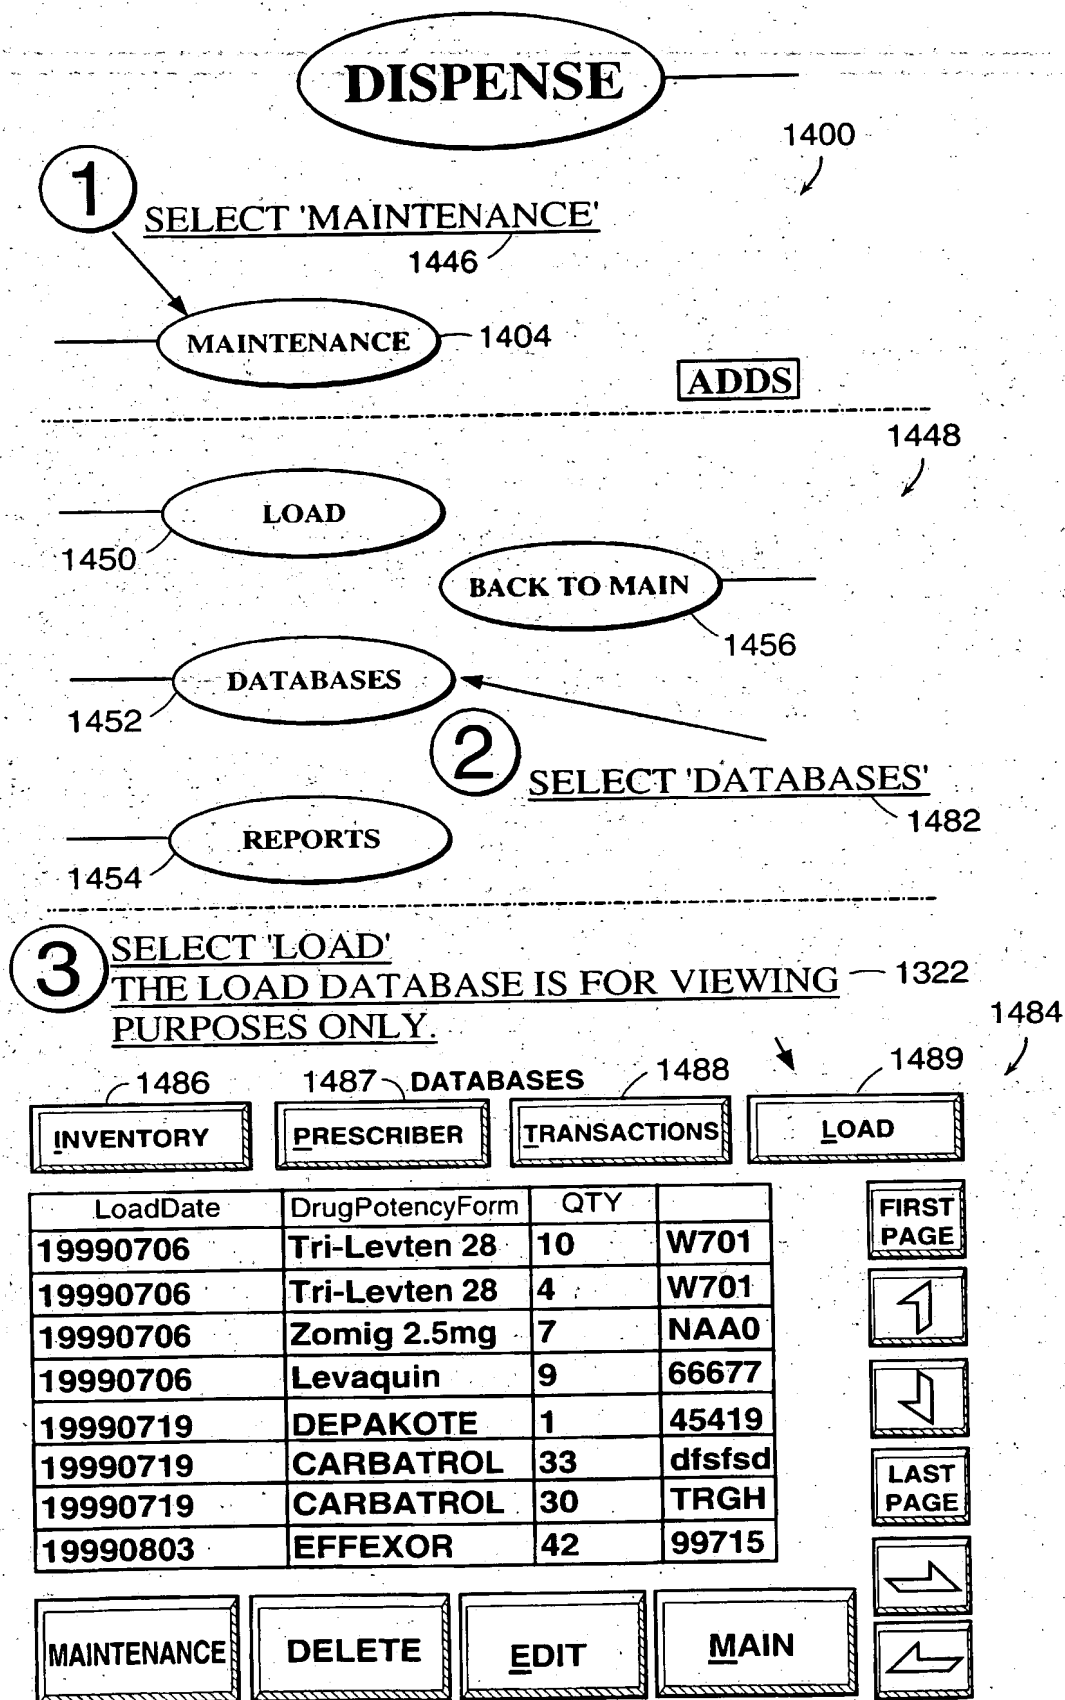 DISPENSE
1400
1
SELECT 'MAINTENANCE'
1446
MAINTENANCE
1404
ADDS
1448
LOAD
1450
BACK TO MAIN
1456
DATABASES
1452
2
SELECT 'DATABASES'
1482
REPORTS
1454
3
SELECT 'LOAD'
THE LOAD DATABASE IS FOR VIEWING
PURPOSES ONLY.
1322
1484
1486
1487
DATABASES
1488
1489
INVENTORY PRESCRIBER TRANSACTIONS LOAD
LoadDate DrugPotencyForm QTY
19990706 Tri-Levten 28 10 W701
19990706 Tri-Levten 28 4 W701
19990706 Zomig 2.5mg 7 NAA0
19990706 Levaquin 9 66677
19990719 DEPAKOTE 1 45419
19990719 CARBATROL 33 dfsfsd
19990719 CARBATROL 30 TRGH
19990803 EFFEXOR 42 99715
FIRST
PAGE
LAST
PAGE
MAINTENANCE DELETE EDIT MAIN